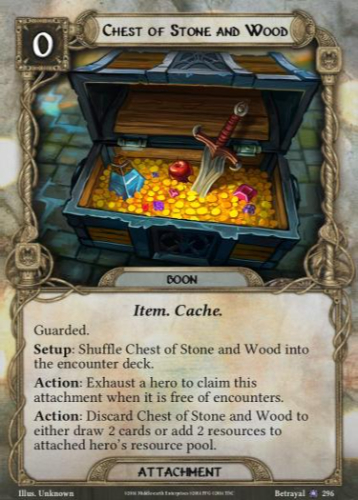 0
Chest of Stone and Wood
Boon
Item. Cache.
Guarded.
Setup: Shuffle Chest of Stone and Wood into
the encounter deck.
Action: Exhaust a hero to claim this
attachment when it is free of encounters.
Action: Discard Chest of Stone and Wood to
either draw 2 cards or add 2 resources to
attached hero's resource pool.
Attachment
Illus. Unknown
Betrayal 296